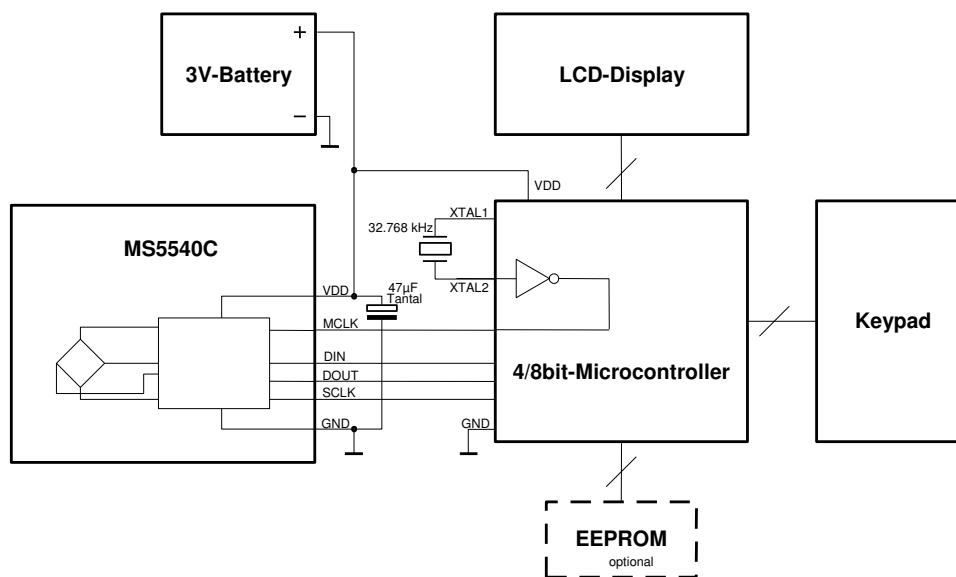 +
3V-Battery
−
LCD-Display
VDD
XTAL1
32.768 kHz
XTAL2
MS5540C
VDD
47µF
Tantal
MCLK
DIN
DOUT
SCLK
GND
GND
4/8bit-Microcontroller
Keypad
EEPROM
optional